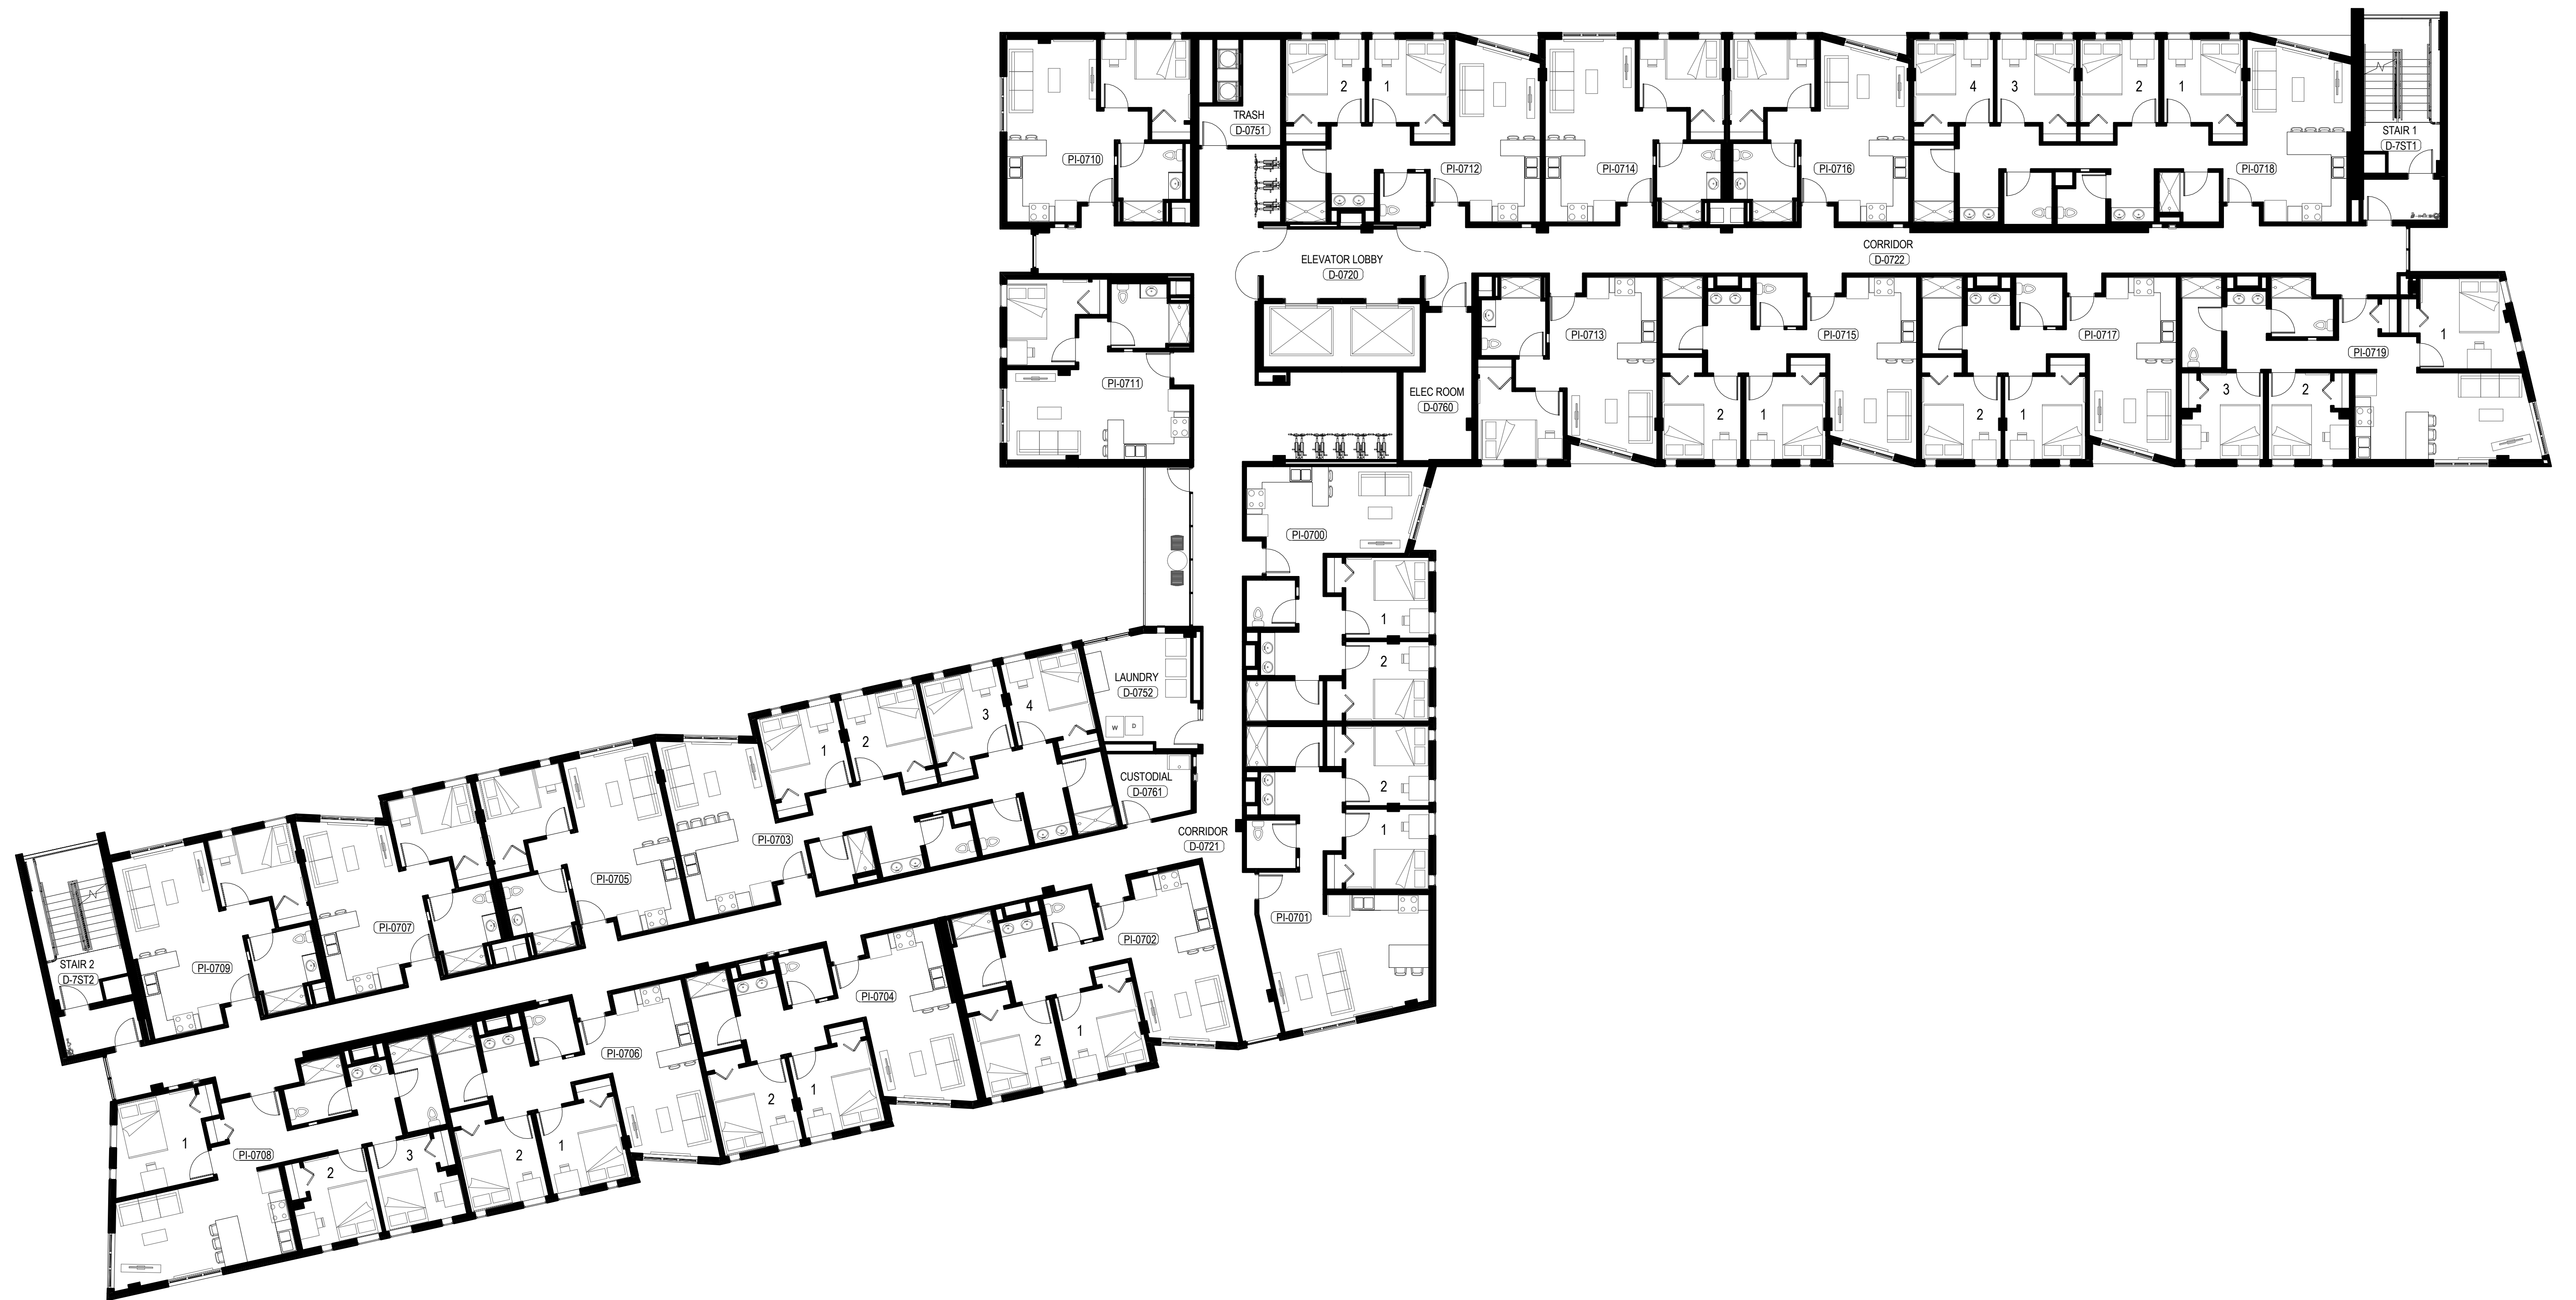 2
1
4
3
2
1
TRASH
D-0751
STAIR 1
D-7ST1
PI-0710
PI-0712
PI-0714
PI-0716
PI-0718
CORRIDOR
D-0722
ELEVATOR LOBBY
D-0720
PI-0713
PI-0715
PI-0717
PI-0719
1
PI-0711
ELEC ROOM
D-0760
2
1
2
1
3
2
PI-0700
1
2
2
1
PI-0701
LAUNDRY
D-0752
W
D
1
2
3
4
CUSTODIAL
D-0761
CORRIDOR
D-0721
PI-0703
PI-0705
PI-0707
PI-0709
STAIR 2
D-7ST2
PI-0702
2
1
PI-0704
2
1
PI-0706
2
1
PI-0708
1
2
3